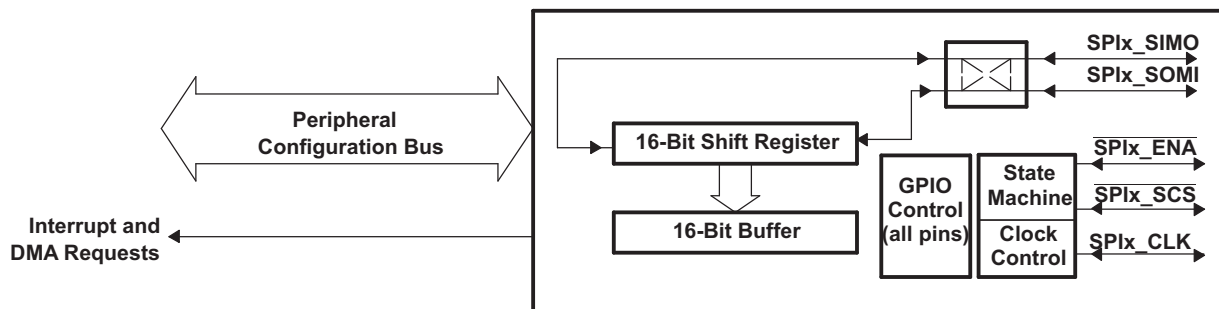 SPIx_SIMO
SPIx_SOMI
Peripheral
Configuration Bus
16-Bit Shift Register
SPIx_ENA
State
Machine
GPIO
Control
(all pins)
SPIx_SCS
Interrupt and
DMA Requests
16-Bit Buffer
Clock
Control
SPIx_CLK